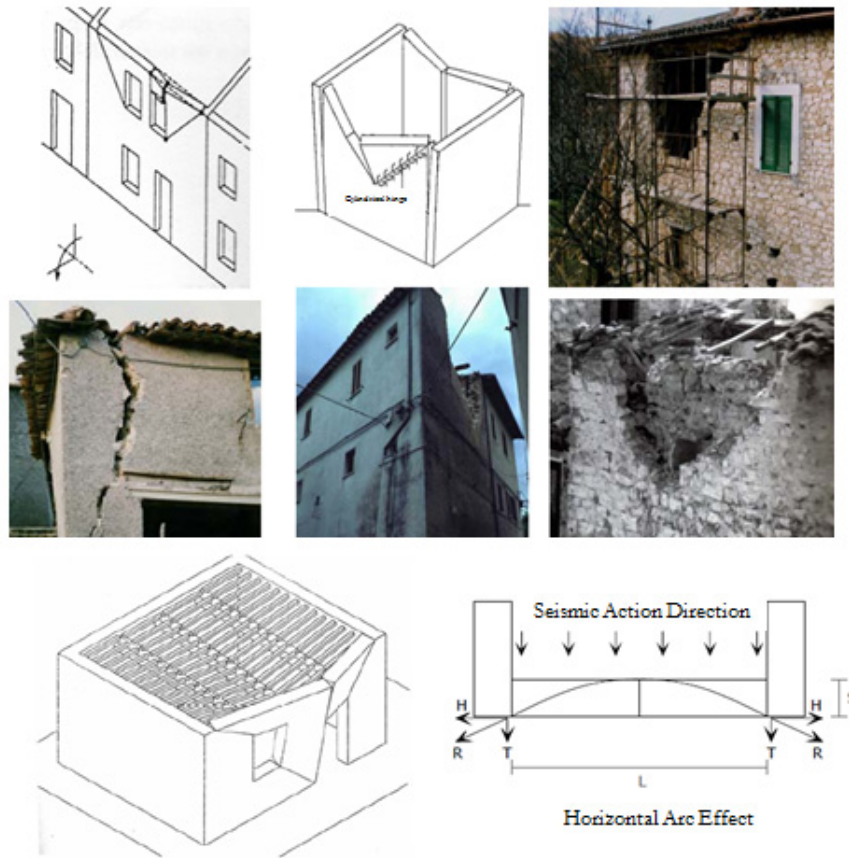 Cylindrical hinge
Seismic Action Direction
H
H
R
T
T
R
L
Horizontal Arc Effect